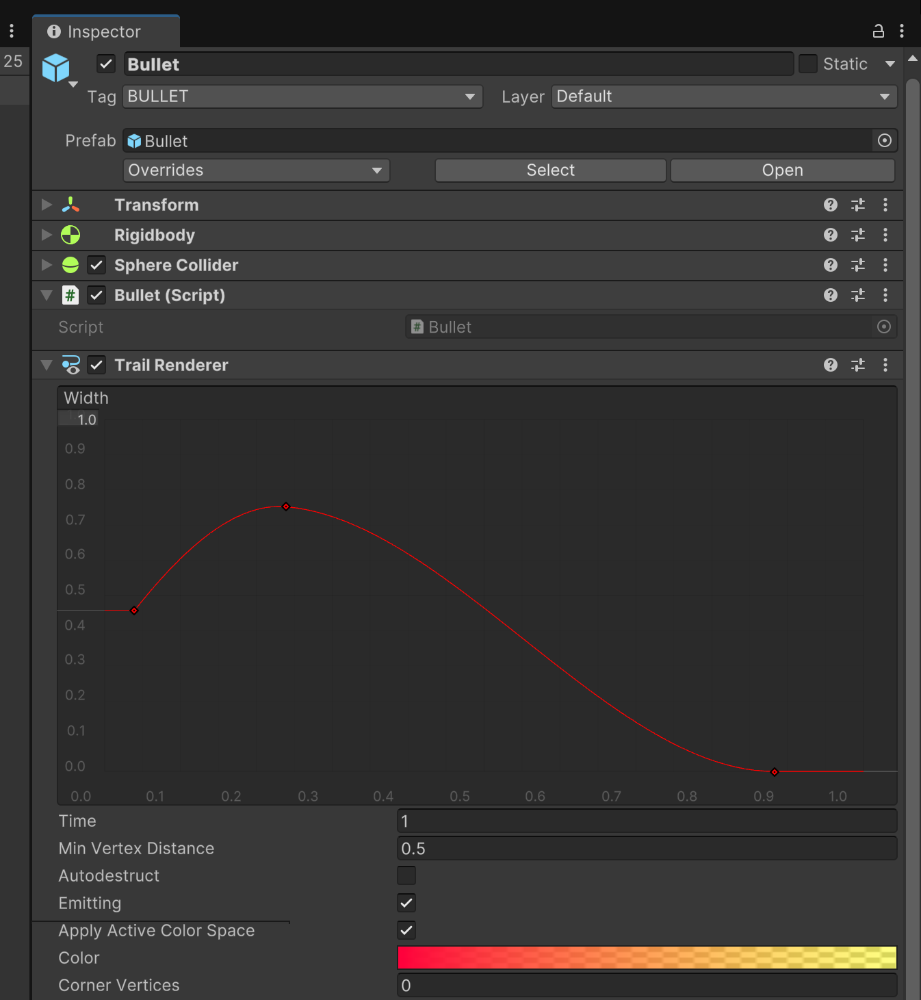 Inspector
25
Bullet
Static
Tag BULLET
Layer Default
Prefab Bullet
Overrides Select Open
Transform
Rigidbody
Sphere Collider
# Bullet (Script)
Script # Bullet
Trail Renderer
Width
1.0
0.9
0.8
0.7
0.6
0.5
0.4
0.3
0.2
0.1
0.0
0.0 0.1 0.2 0.3 0.4 0.5 0.6 0.7 0.8 0.9 1.0
Time 1
Min Vertex Distance 0.5
Autodestruct
Emitting
Apply Active Color Space
Color
Corner Vertices 0